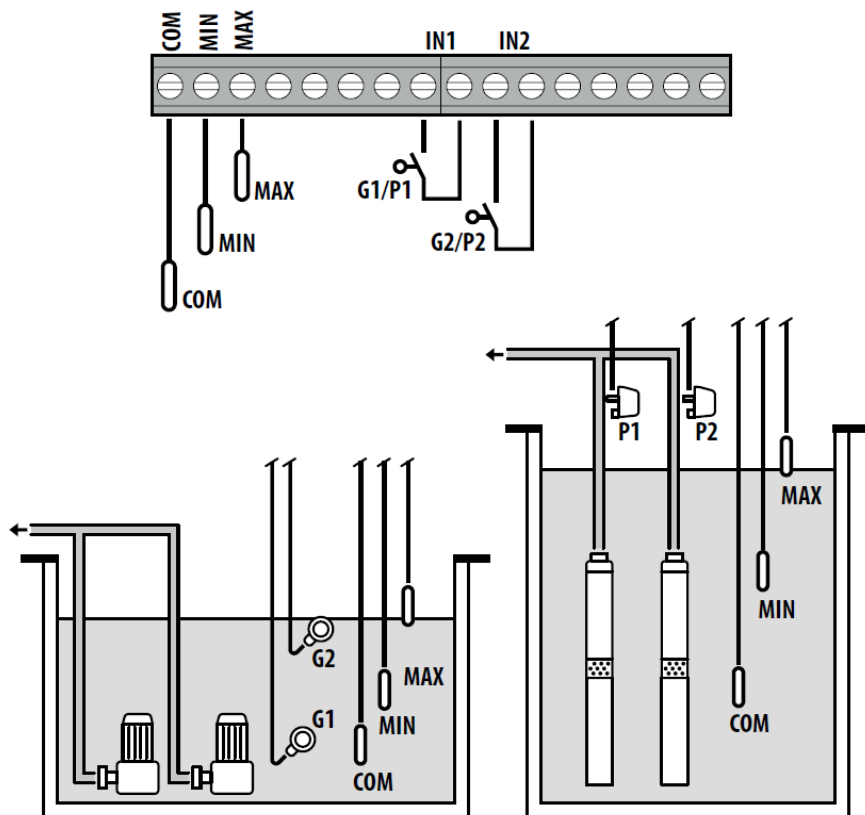 COM MIN MAX IN1 IN2
G1/P1
MAX
G2/P2
MIN
COM
P1 P2
MAX
MIN
COM
G2
MAX
G1
MIN
COM